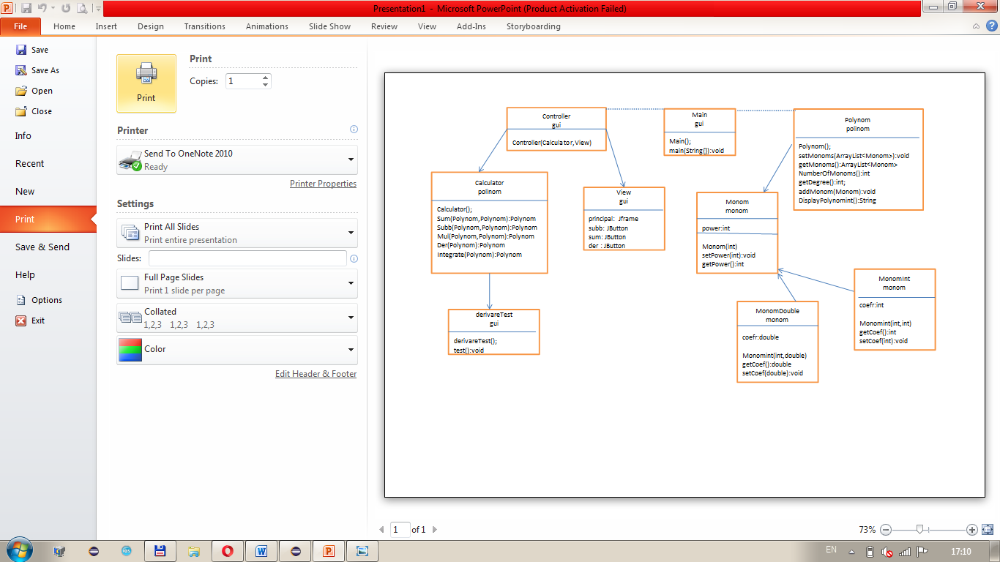 Presentation1 - Microsoft PowerPoint (Product Activation Failed)
File Home Insert Design Transitions Animations Slide Show Review View Add-Ins Storyboarding
Save
Save As
Open
Close
Info
Recent
New
Print
Save & Send
Help
Options
Exit
Print
Print
Copies: 1
Printer
Send To OneNote 2010
Ready
Printer Properties
Settings
Print All Slides
Print entire presentation
Slides:
Full Page Slides
Print 1 slide per page
Collated
1,2,3 1,2,3 1,2,3
Color
Edit Header & Footer
Controller
gui
Controller(Calculator,View)
Main
gui
Main();
main(String{}):void
Polynom
polinom
Polynom();
setMonoms(ArrayList<Monom>):void
getMonoms():ArrayList<Monom>
NumberOfMonoms():int
getDegree():int;
addMonom(Monom):void
DisplayPolynomint():String
Calculator
polinom
Calculator();
Sum(Polynom,Polynom):Polynom
Subb(Polynom,Polynom):Polynom
Mul(Polynom,Polynom):Polynom
Der(Polynom):Polynom
Integrate(Polynom):Polynom
View
gui
principal: Jframe
subb: JButton
sum: JButton
der : JButton
Monom
monom
power:int
Monom(int)
setPower(int):void
getPower():int
MonomInt
monom
coefr:int
Monomint(int,int)
getCoef():int
setCoef(int):void
MonomDouble
monom
coefr:double
Monomint(int,double)
getCoef():double
setCoef(double):void
derivareTest
gui
derivareTest();
test():void
1 of 1
73%
EN
17:10